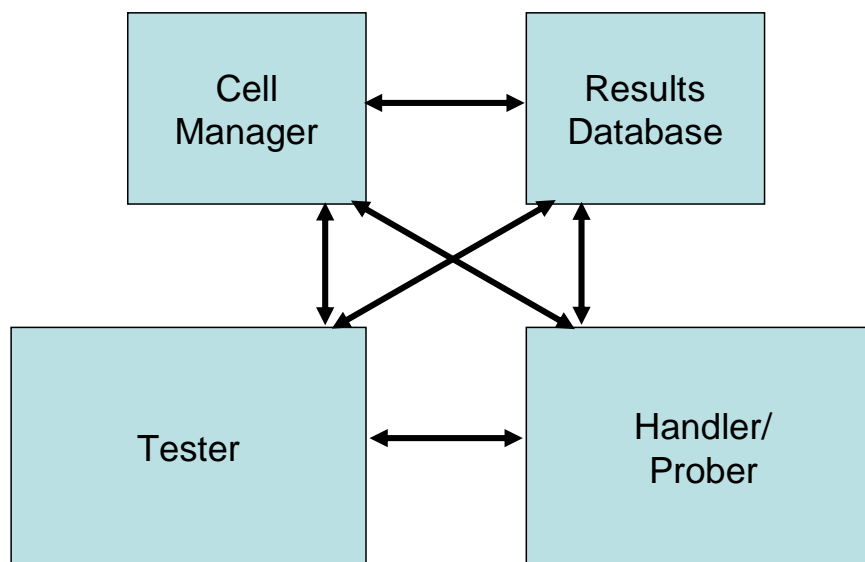 Cell
Manager
Results
Database
Tester
Handler/
Prober